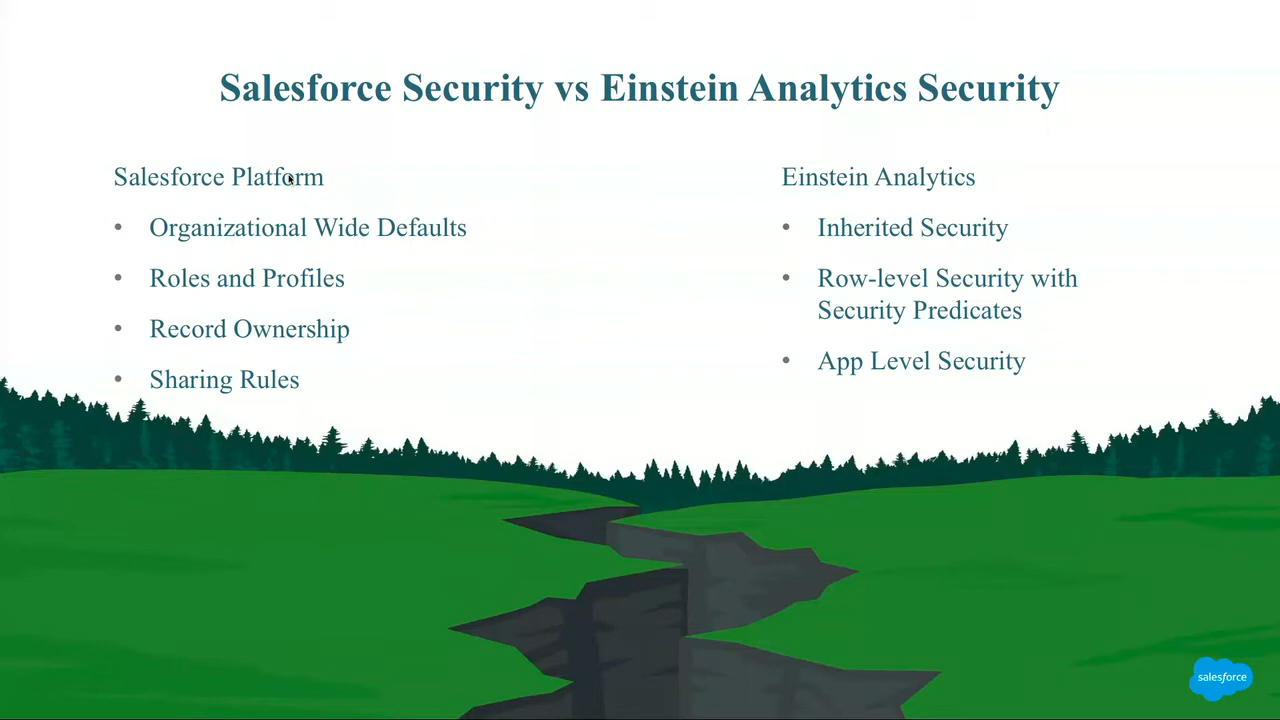 Salesforce Security vs Einstein Analytics Security
Salesforce Platform
• Organizational Wide Defaults
• Roles and Profiles
• Record Ownership
• Sharing Rules
Einstein Analytics
• Inherited Security
• Row-level Security with
Security Predicates
• App Level Security
salesforce